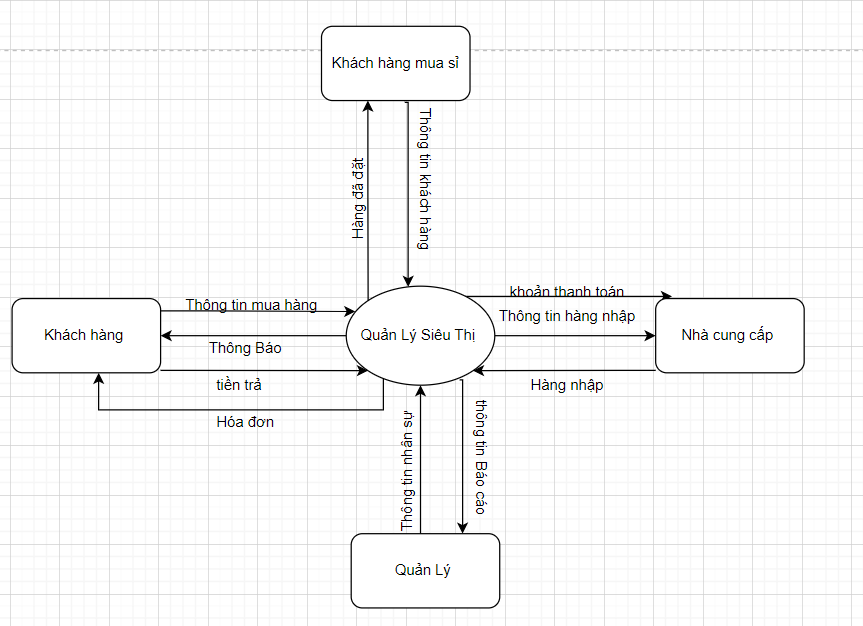 Khách hàng mua sỉ
Hàng đã đặt
Thông tin khách hàng
khoản thanh toán
Thông tin mua hàng
Thông tin hàng nhập
Khách hàng
Quản Lý Siêu Thị
Nhà cung cấp
Thông Báo
tiền trả
Hàng nhập
Hóa đơn
Thông tin nhân sự
thông tin Báo cáo
Quản Lý